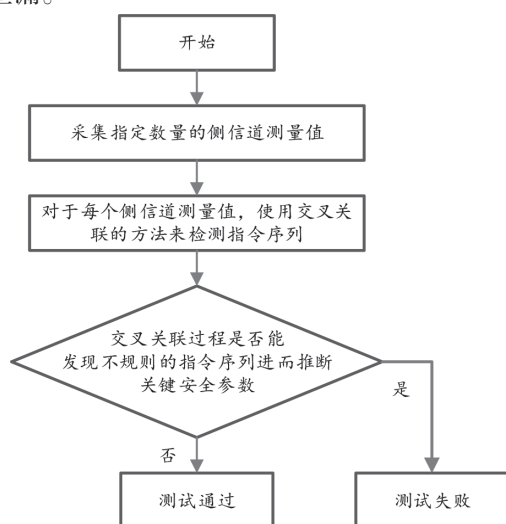 开始
采集指定数量的侧信道测量值
对于每个侧信道测量值，使用交叉关
联的方法来检测指令序列
交叉关联过程是否能
发现不规则的指令序列进而推断
关键安全参数
是
否
测试通过
测试失败